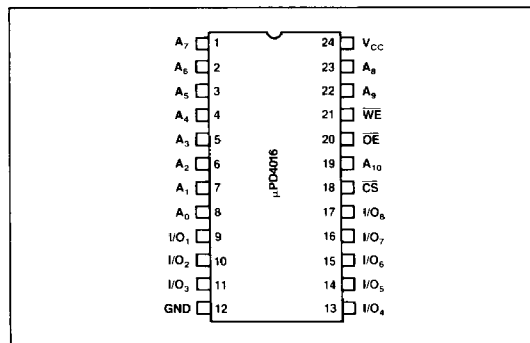 A7 1 24 VCC
A6 2 23 A8
A5 3 22 A9
A4 4 21 WE
A3 5 20 OE
A2 6 19 A10
A1 7 18 CS
A0 8 17 I/O8
I/O1 9 16 I/O7
I/O2 10 15 I/O6
I/O3 11 14 I/O5
GND 12 13 I/O4
μPD4016